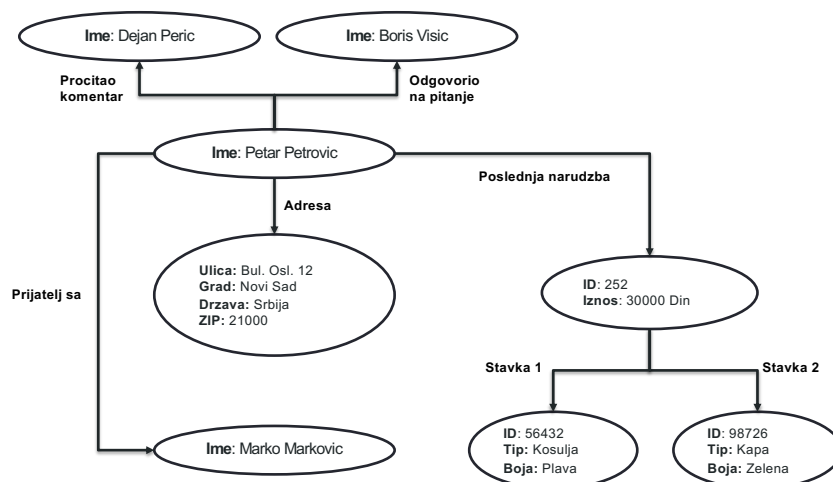 Ime: Dejan Peric
Ime: Boris Visic
Procitao
komentar
Odgovorio
na pitanje
Ime: Petar Petrovic
Poslednja narudzba
Adresa
Ulica: Bul. Osl. 12
Grad: Novi Sad
Drzava: Srbija
ZIP: 21000
Prijatelj sa
ID: 252
Iznos: 30000 Din
Stavka 1
Stavka 2
Ime: Marko Markovic
ID: 56432
Tip: Kosulja
Boja: Plava
ID: 98726
Tip: Kapa
Boja: Zelena